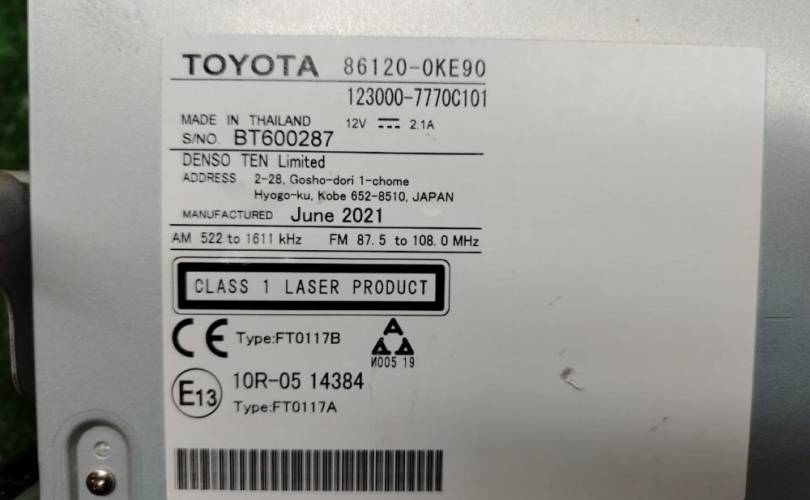 TOYOTA 86120-0KE90
123000-7770C101
MADE IN THAILAND 12V 2.1A
S/NO. BT600287
DENSO TEN Limited
ADDRESS 2-28, Gosho-dori 1-chome
Hyogo-ku, Kobe 652-8510, JAPAN
MANUFACTURED June 2021
AM 522 to 1611 kHz FM 87.5 to 108.0 MHz
CLASS 1 LASER PRODUCT
CE Type:FT0117B
И005 19
E13 10R-05 14384
Type:FT0117A